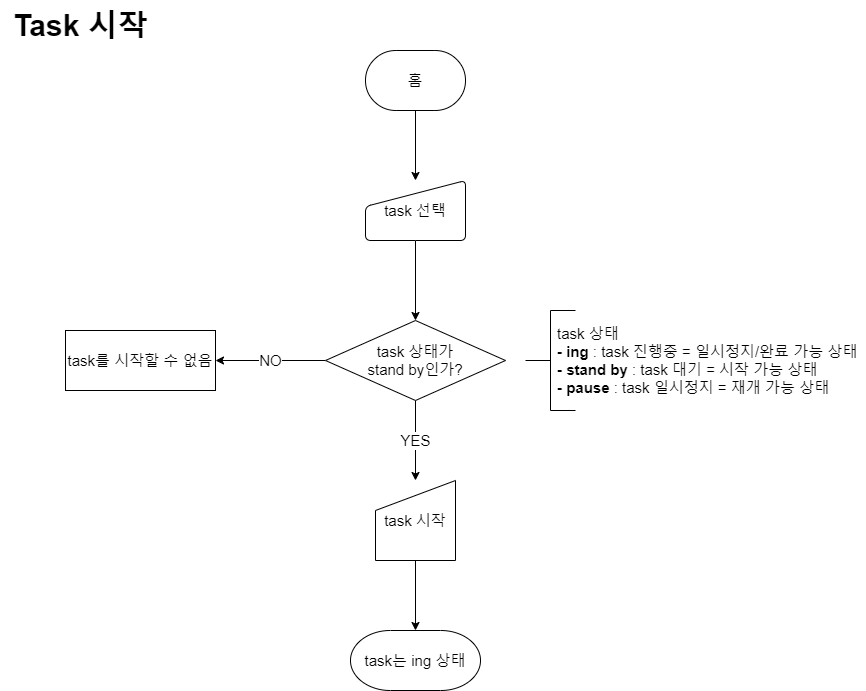 Task 시작
홈
task 선택
task 상태가
stand by인가?
NO
task를 시작할 수 없음
task 상태
- ing : task 진행중 = 일시정지/완료 가능 상태
- stand by : task 대기 = 시작 가능 상태
- pause : task 일시정지 = 재개 가능 상태
YES
task 시작
task는 ing 상태